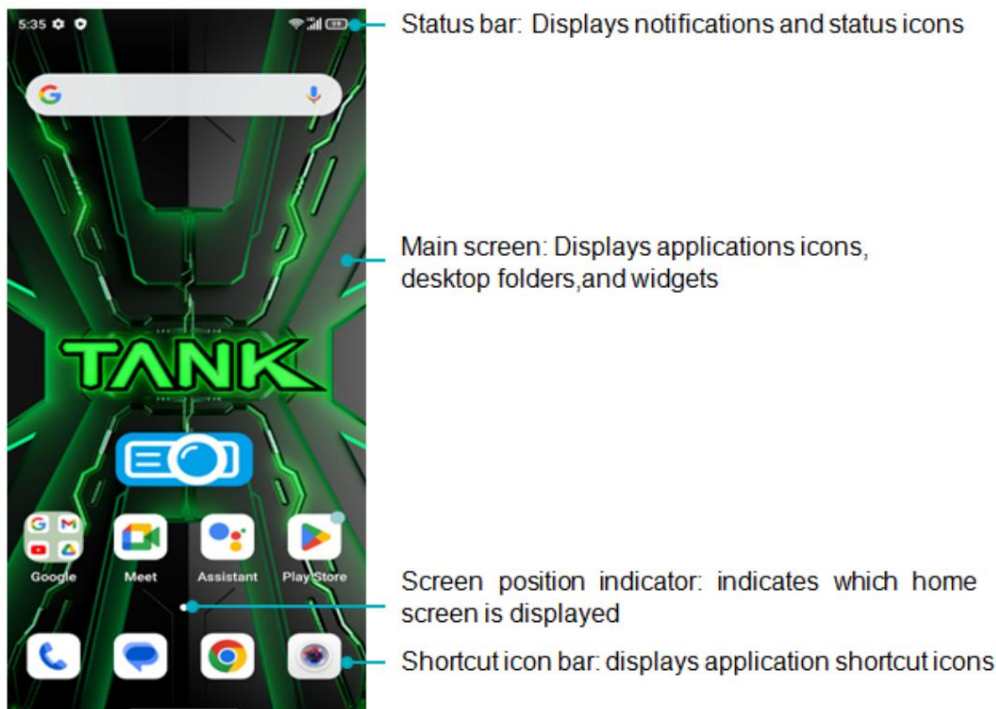 5:35
Status bar: Displays notifications and status icons
TANK
Main screen: Displays applications icons,
desktop folders,and widgets
Google Meet Assistant Play Store
Screen position indicator: indicates which home
screen is displayed
Shortcut icon bar: displays application shortcut icons